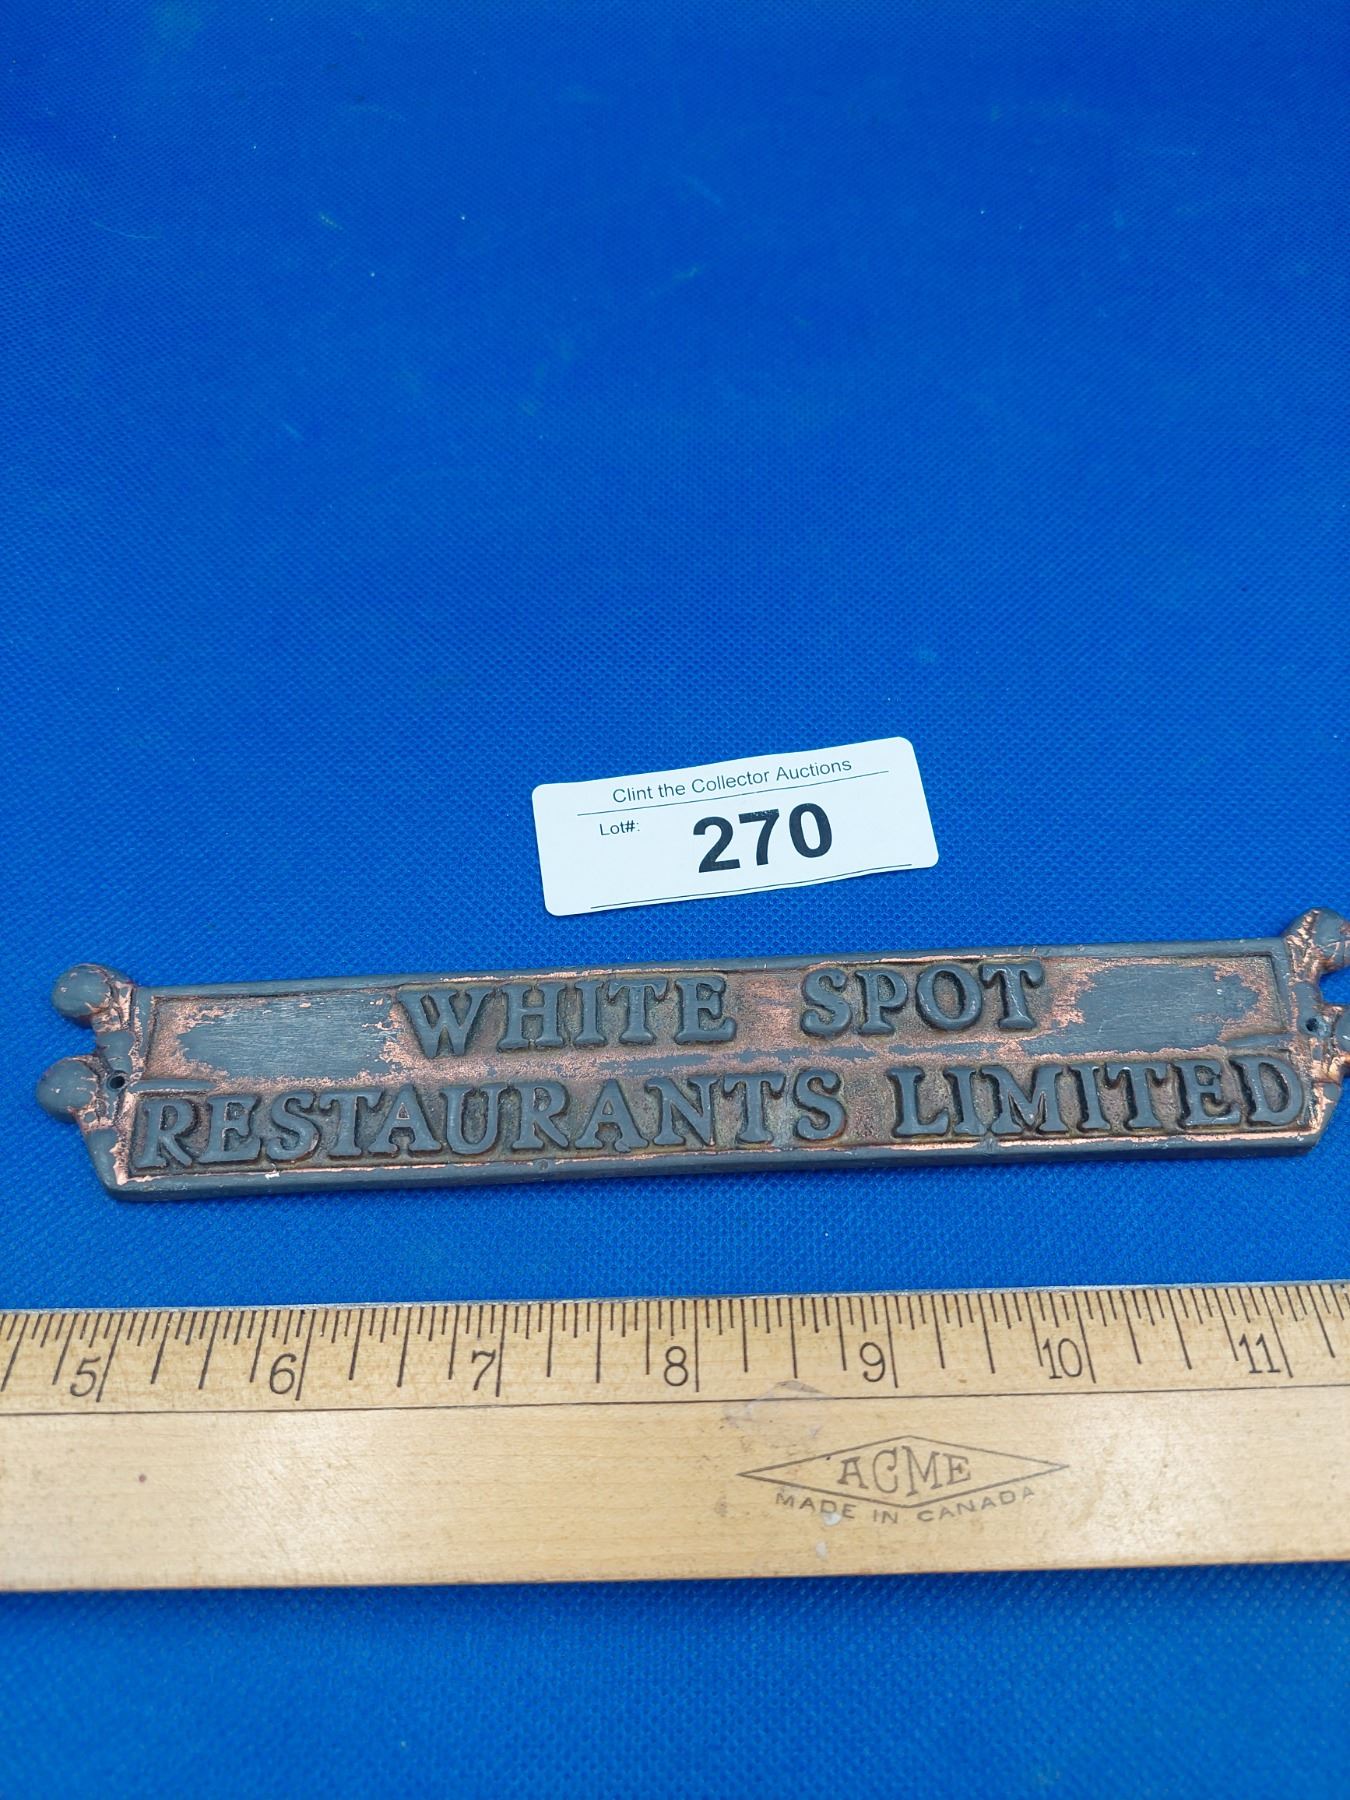 Clint the Collector Auctions
Lot#: 270
WHITE SPOT
RESTAURANTS LIMITED
5 6 7 8 9 10 11
ACME
MADE IN CANADA